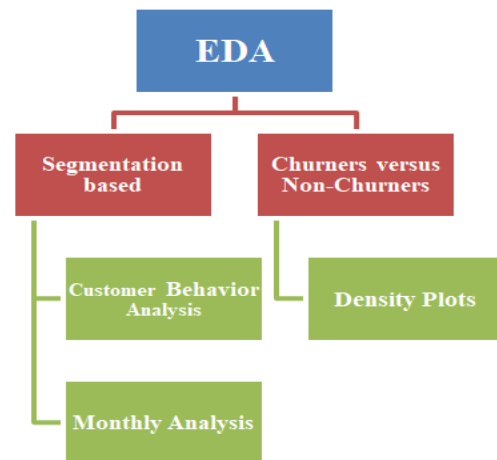 EDA
Segmentation
based
Churners versus
Non-Churners
Customer Behavior
Analysis
Density Plots
Monthly Analysis